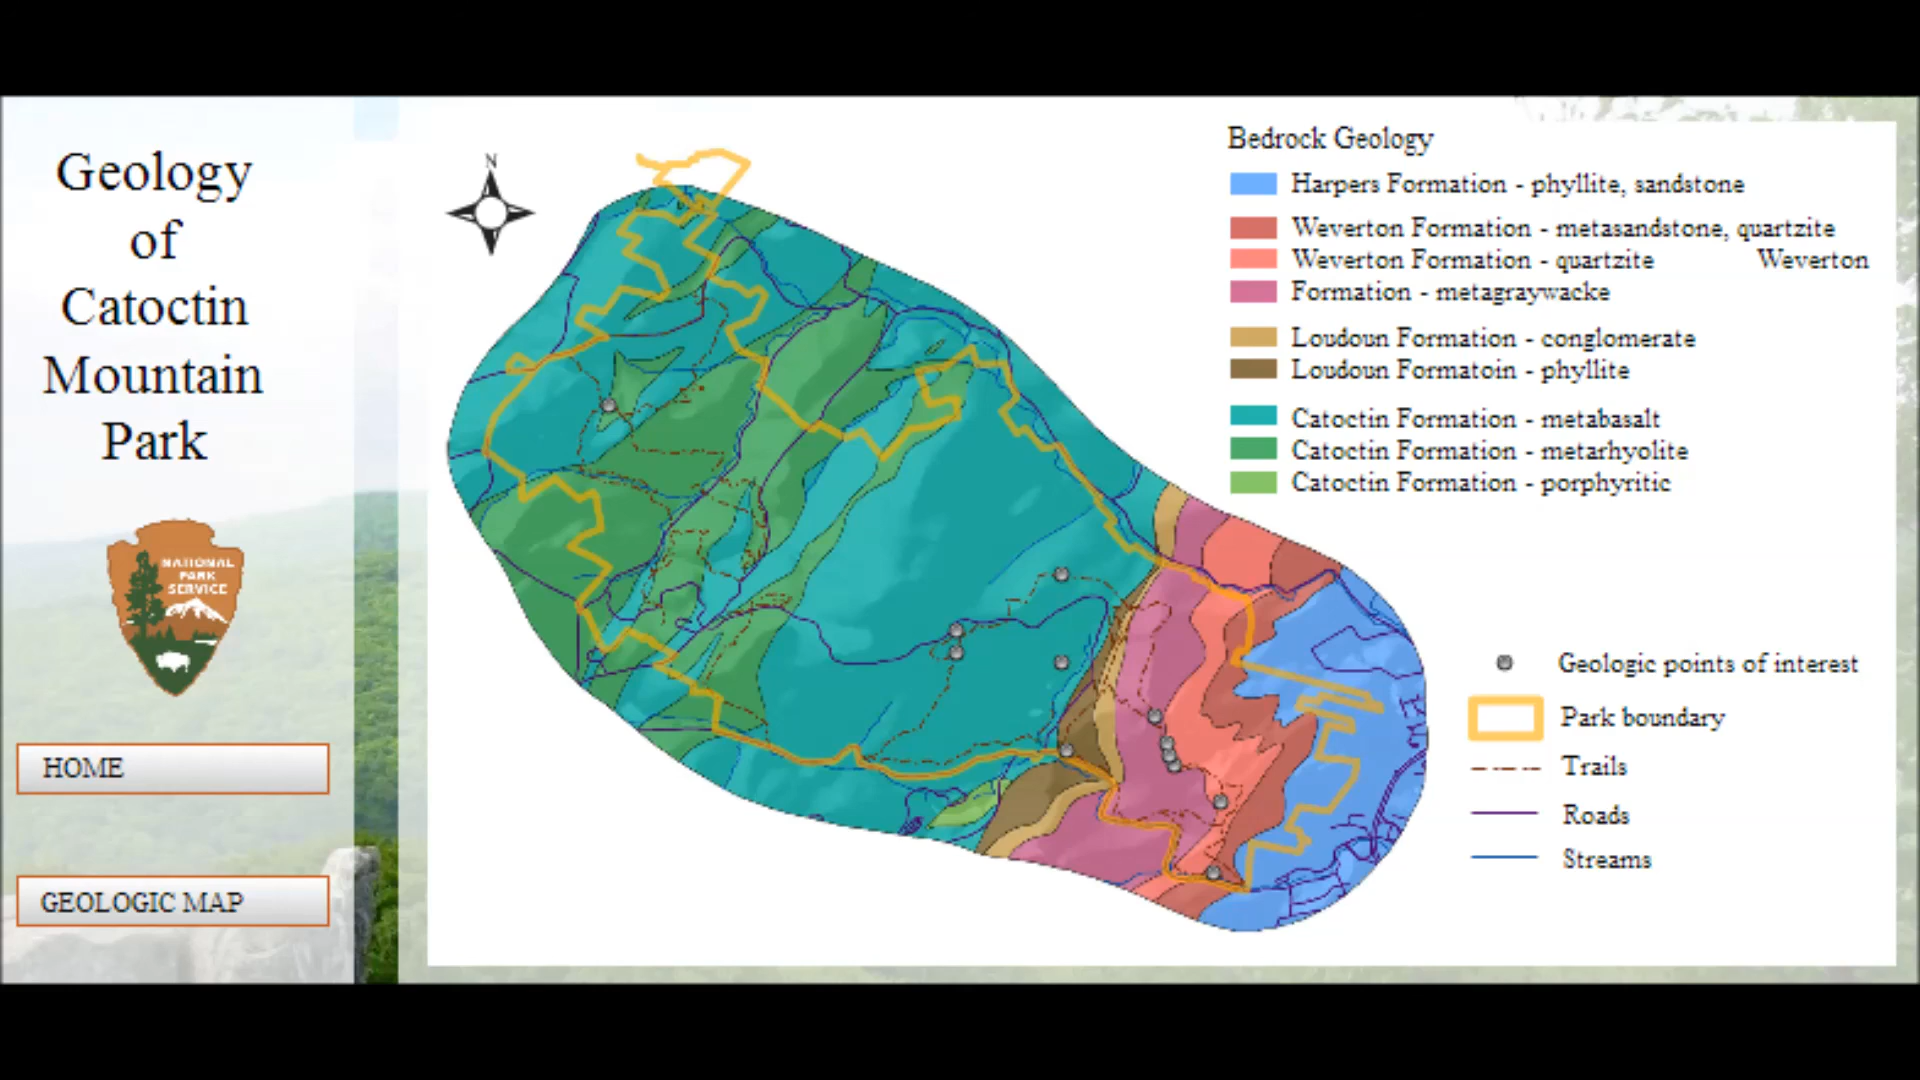 Geology
of
Catoctin
Mountain
Park
NATIONAL
PARK
SERVICE
HOME
GEOLOGIC MAP
N
Bedrock Geology
Harpers Formation - phyllite, sandstone
Weverton Formation - metasandstone, quartzite
Weverton Formation - quartzite Weverton
Formation - metagraywacke
Loudoun Formation - conglomerate
Loudoun Formatoin - phyllite
Catoctin Formation - metabasalt
Catoctin Formation - metarhyolite
Catoctin Formation - porphyritic
Geologic points of interest
Park boundary
Trails
Roads
Streams